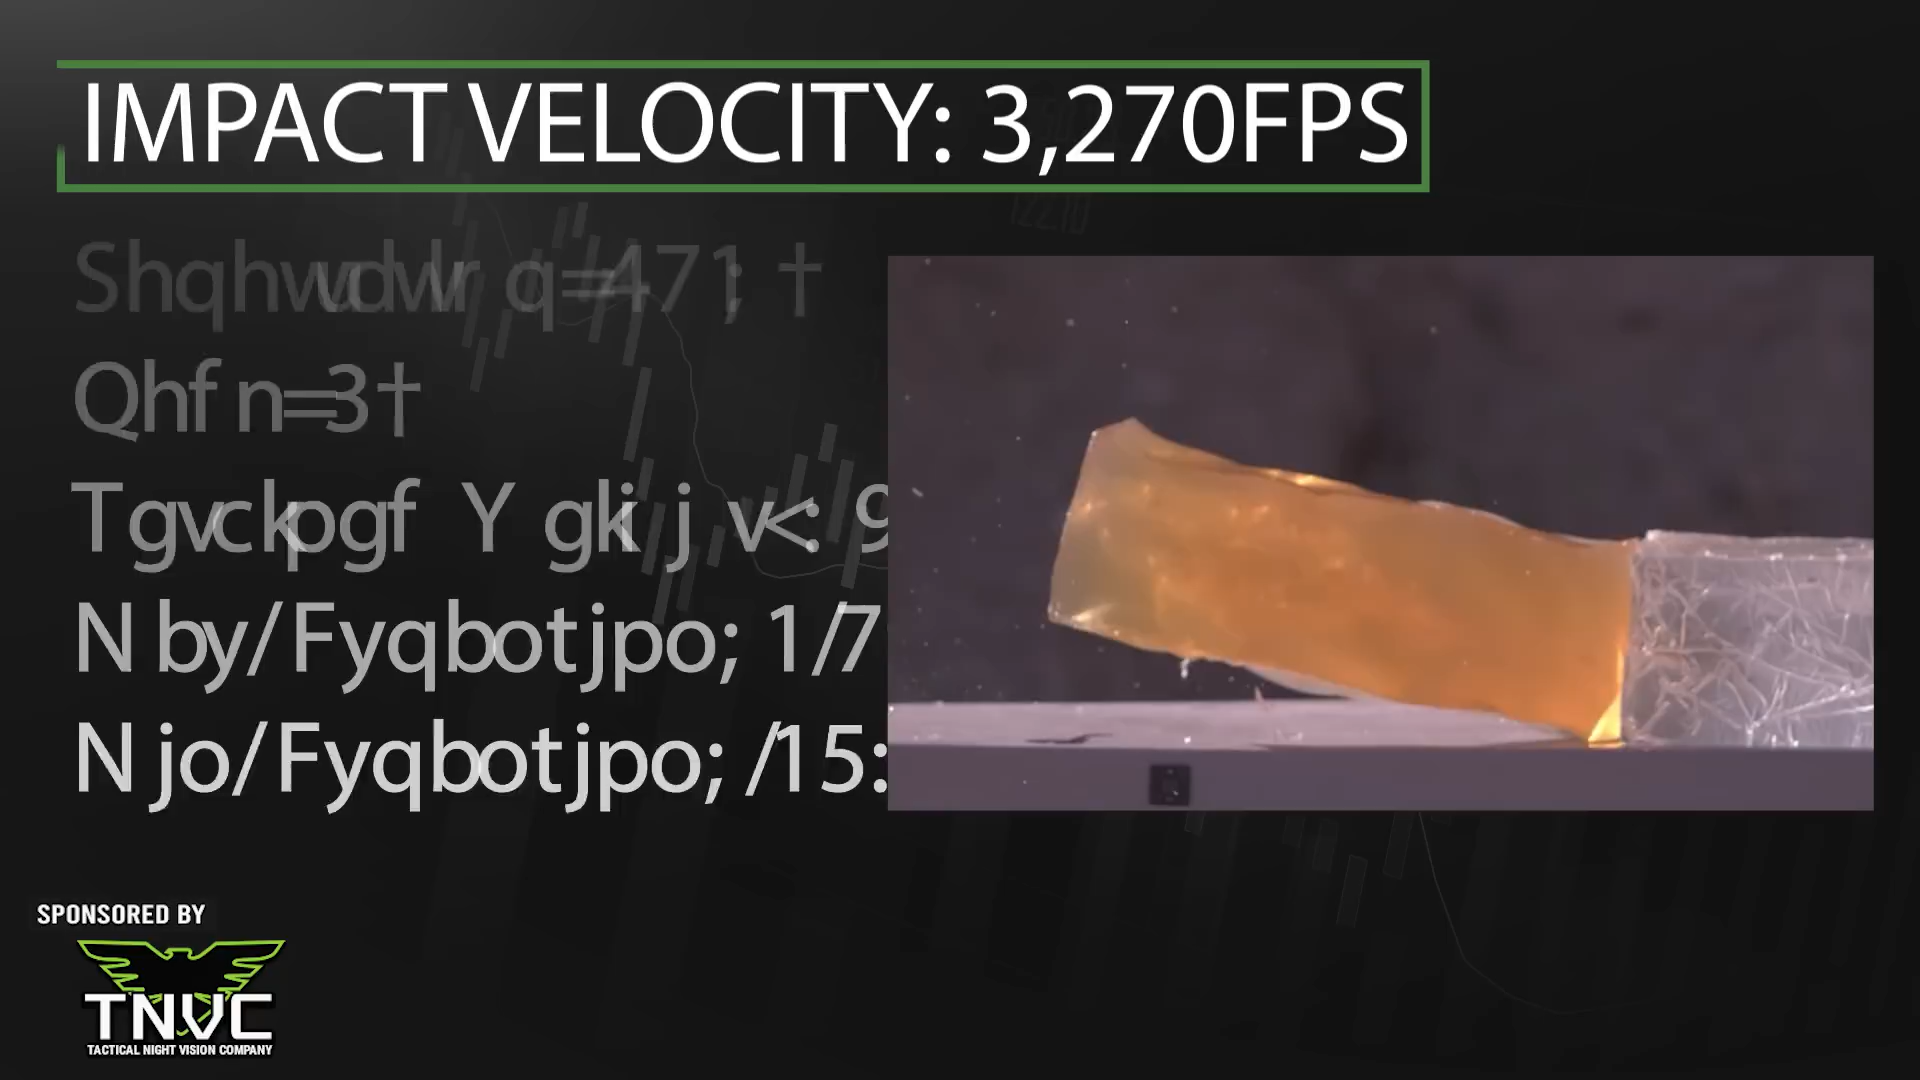 IMPACT VELOCITY: 3,270FPS
Shqhwudwlr q=471; †
Qhf n=3†
Tgvckpgf Y gki j v<: 9
N by/Fyqbotjpo; 1/7
N jo/Fyqbotjpo; /15:
SPONSORED BY
TNVC
TACTICAL NIGHT VISION COMPANY